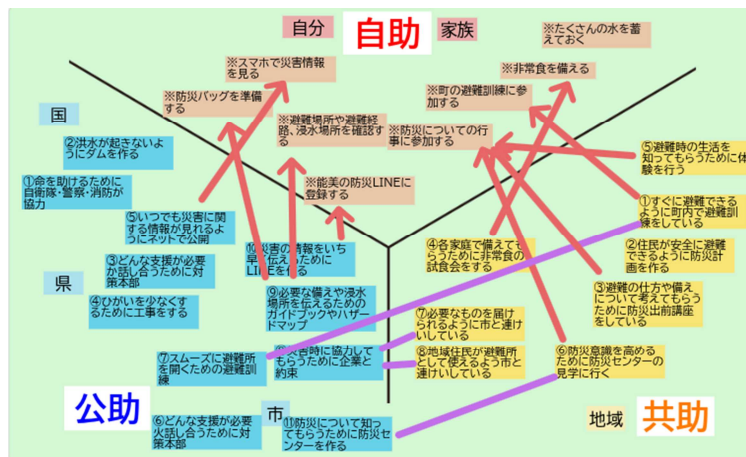 自分
自助
家族
※たくさんの水を蓄
えておく
※スマホで災害情報
を見る
※非常食を備える
※防災バッグを準備
する
※町の避難訓練に参
加する
国
※避難場所や避難経
路、浸水場所を確認す
る
※防災についての行
事に参加する
②洪水が起きないよ
うにダムを作る
⑤避難時の生活を
知ってもらうために体
験を行う
①命を助けるために
自衛隊・警察・消防が
協力
※能美の防災LINEに
登録する
①すぐに避難できる
ように町内で避難訓
練をしている
⑤いつでも災害に関
する情報が見れるよ
うにネットで公開
⑩災害の情報をいち
早く伝えるために
LINEを作る
④各家庭で備えても
らうために非常食の
試食会をする
②住民が安全に避難
できるように防災計
画を作る
③どんな支援が必要
か話し合うために対
策本部
県
④ひがいを少なくす
るために工事をする
⑨必要な備えや浸水
場所を伝えるための
ガイドブックやハザー
ドマップ
③避難の仕方や備え
について考えてもらう
ために防災出前講座
をしている
⑦必要なものを届け
られるように市と連け
いしている
⑦スムーズに避難所
を開くための避難訓
練
災害時に協力して
もらうために企業と
約束
⑧地域住民が避難所
として使えるよう市と
連けいしている
⑥防災意識を高める
ために防災センターの
見学に行く
公助
市
⑥どんな支援が必要
火話し合うために対
策本部
⑪防災について知っ
てもらうために防災セ
ンターを作る
地域
共助